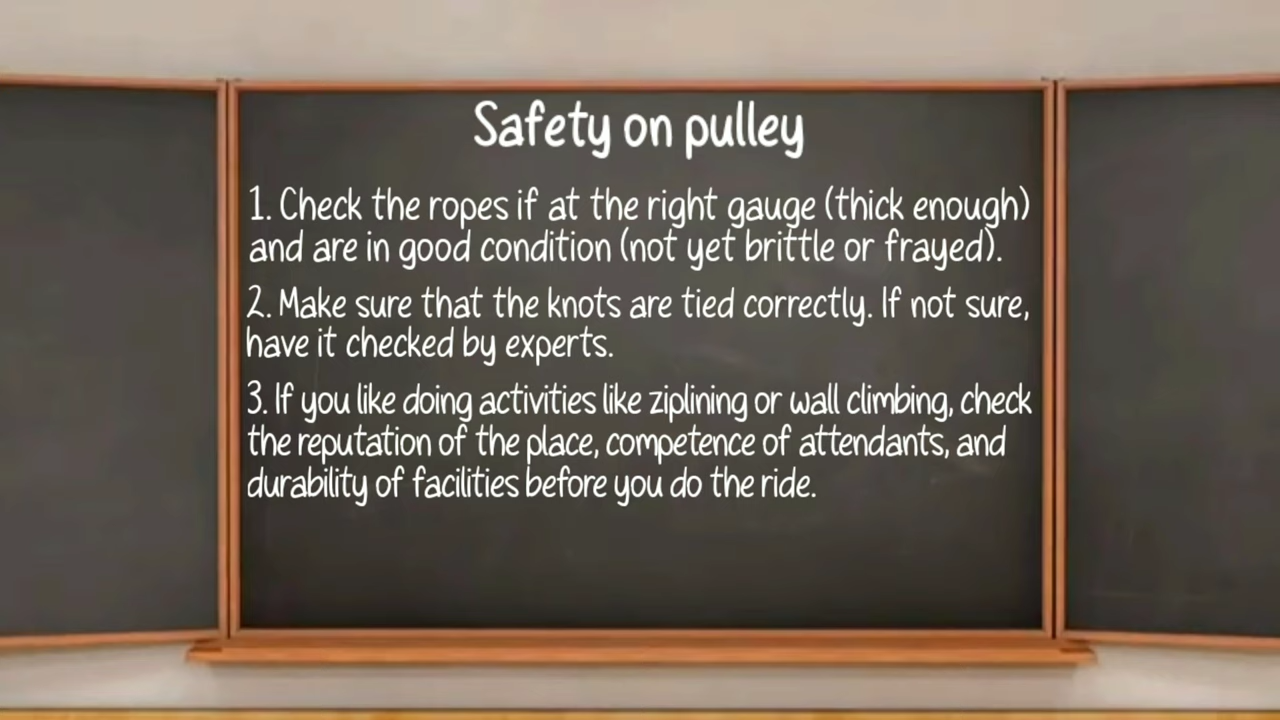 Safety on pulley
1. Check the ropes if at the right gauge (thick enough)
and are in good condition (not yet brittle or frayed).
2. Make sure that the knots are tied correctly. If not sure,
have it checked by experts.
3. If you like doing activities like ziplining or wall climbing, check
the reputation of the place, competence of attendants, and
durability of facilities before you do the ride.